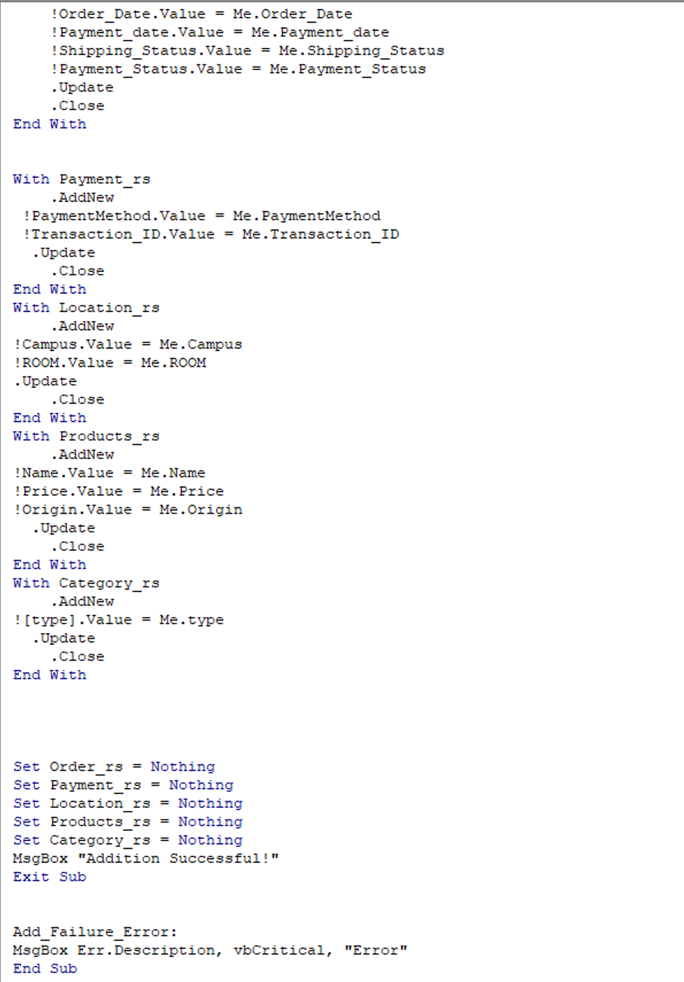 !Order_Date.Value = Me.Order_Date
!Payment_date.Value = Me.Payment_date
!Shipping_Status.Value = Me.Shipping_Status
!Payment_Status.Value = Me.Payment_Status
.Update
.Close
End With
With Payment_rs
.AddNew
!PaymentMethod.Value = Me.PaymentMethod
!Transaction_ID.Value = Me.Transaction_ID
.Update
.Close
End With
With Location_rs
.AddNew
!Campus.Value = Me.Campus
!ROOM.Value = Me.ROOM
.Update
.Close
End With
With Products_rs
.AddNew
!Name.Value = Me.Name
!Price.Value = Me.Price
!Origin.Value = Me.Origin
.Update
.Close
End With
With Category_rs
.AddNew
![type].Value = Me.type
.Update
.Close
End With
Set Order_rs = Nothing
Set Payment_rs = Nothing
Set Location_rs = Nothing
Set Products_rs = Nothing
Set Category_rs = Nothing
MsgBox "Addition Successful!"
Exit Sub
Add_Failure_Error:
MsgBox Err.Description, vbCritical, "Error"
End Sub